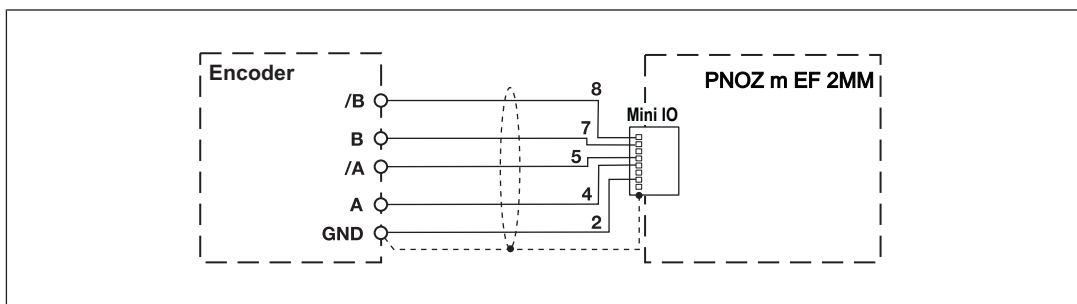 Encoder
PNOZ m EF 2MM
Mini IO
/B
8
B
7
/A
5
A
4
GND
2